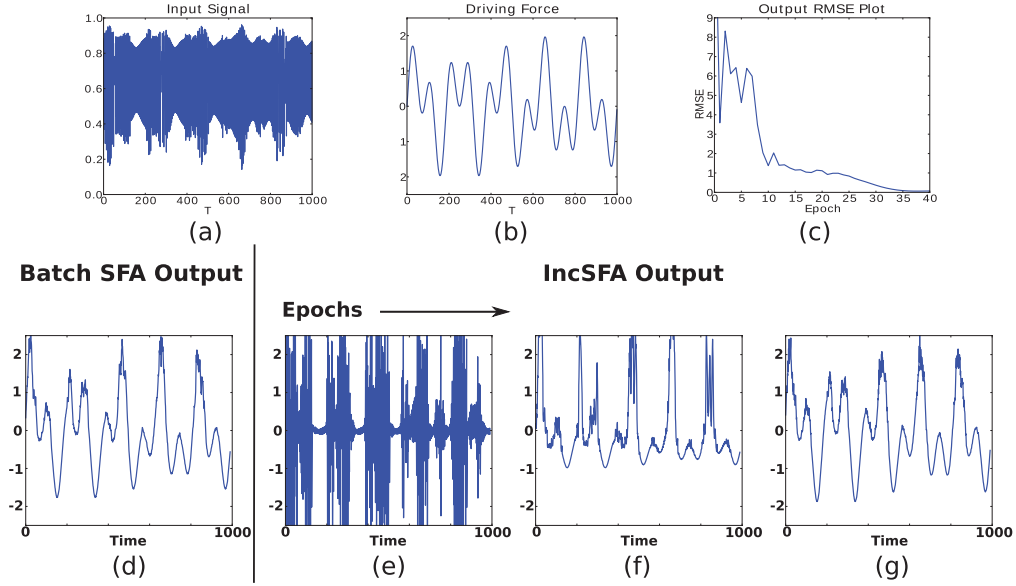 Input Signal
1.0
0.8
0.6
0.4
0.2
0.0
0 200 400 600 800 1000
T
(a)
Driving Force
2
1
0
1
2
0 200 400 600 800 1000
T
(b)
Output RMSE Plot
9
8
7
6
5
4
3
2
1
0
RMSE
0 5 10 15 20 25 30 35 40
Epoch
(c)
Batch SFA Output
IncSFA Output
Epochs
2
1
0
-1
-2
0 1000
Time
(d)
2
1
0
-1
-2
0 1000
Time
(e)
2
1
0
-1
-2
0 1000
Time
(f)
2
1
0
-1
-2
0 1000
Time
(g)